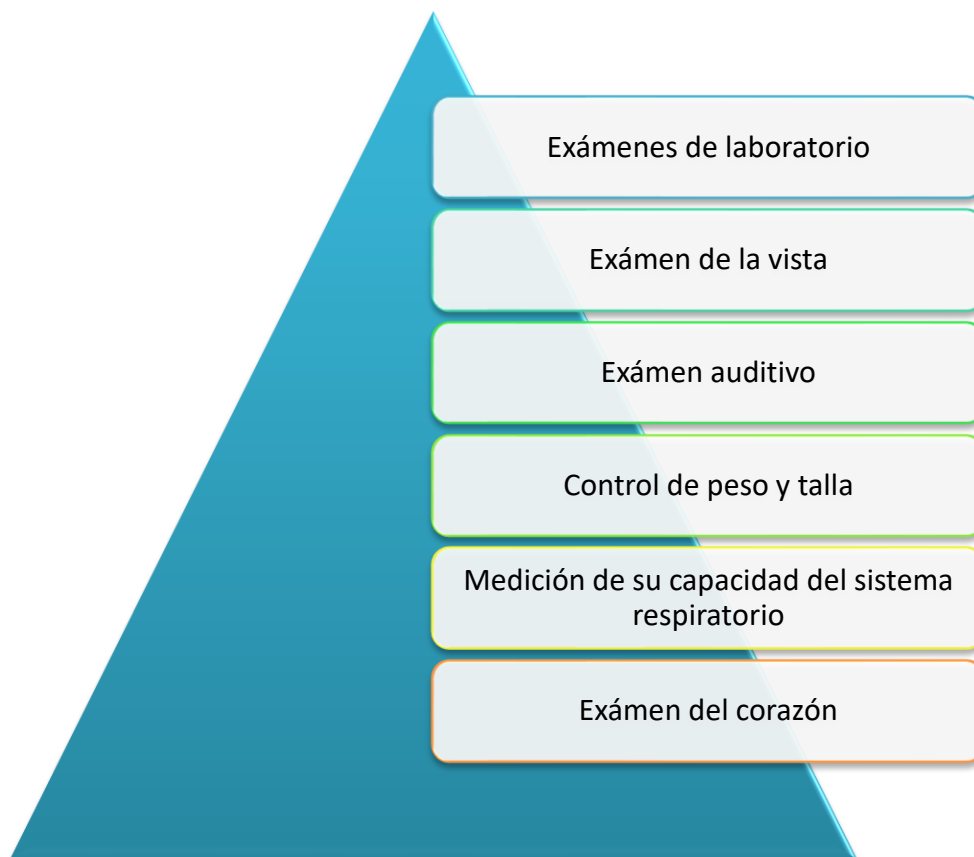 Exámenes de laboratorio
Exámen de la vista
Exámen auditivo
Control de peso y talla
Medición de su capacidad del sistema
respiratorio
Exámen del corazón